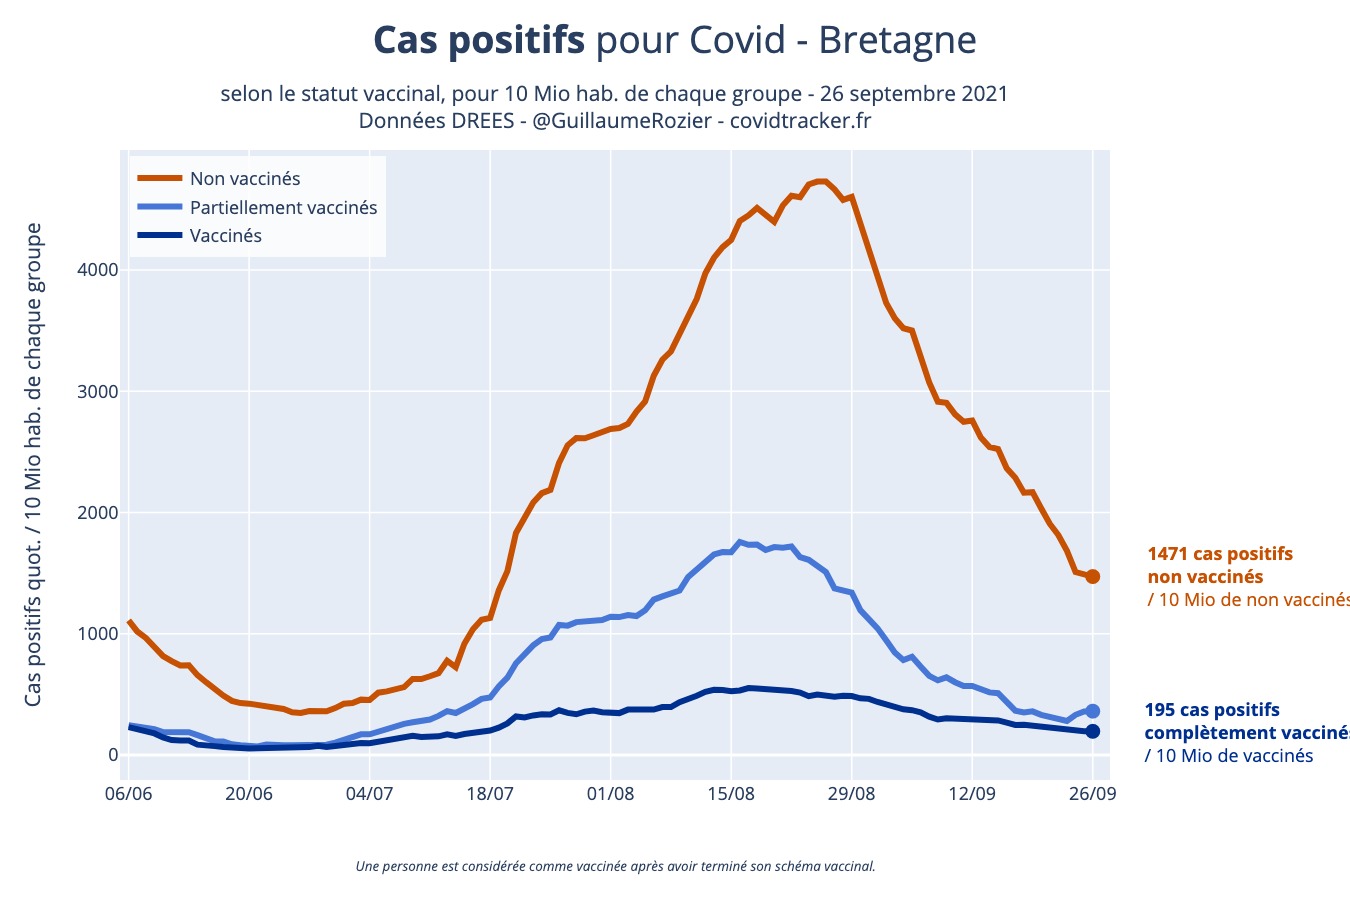 Cas positifs pour Covid - Bretagne
selon le statut vaccinal, pour 10 Mio hab. de chaque groupe - 26 septembre 2021
Données DREES - @GuillaumeRozier - covidtracker.fr
Non vaccinés
Partiellement vaccinés
Vaccinés
Cas positifs quot. / 10 Mio hab. de chaque groupe
4000
3000
2000
1000
0
06/06
20/06
04/07
18/07
01/08
15/08
29/08
12/09
26/09
1471 cas positifs
non vaccinés
/ 10 Mio de non vaccinés
195 cas positifs
complètement vaccinés
/ 10 Mio de vaccinés
Une personne est considérée comme vaccinée après avoir terminé son schéma vaccinal.